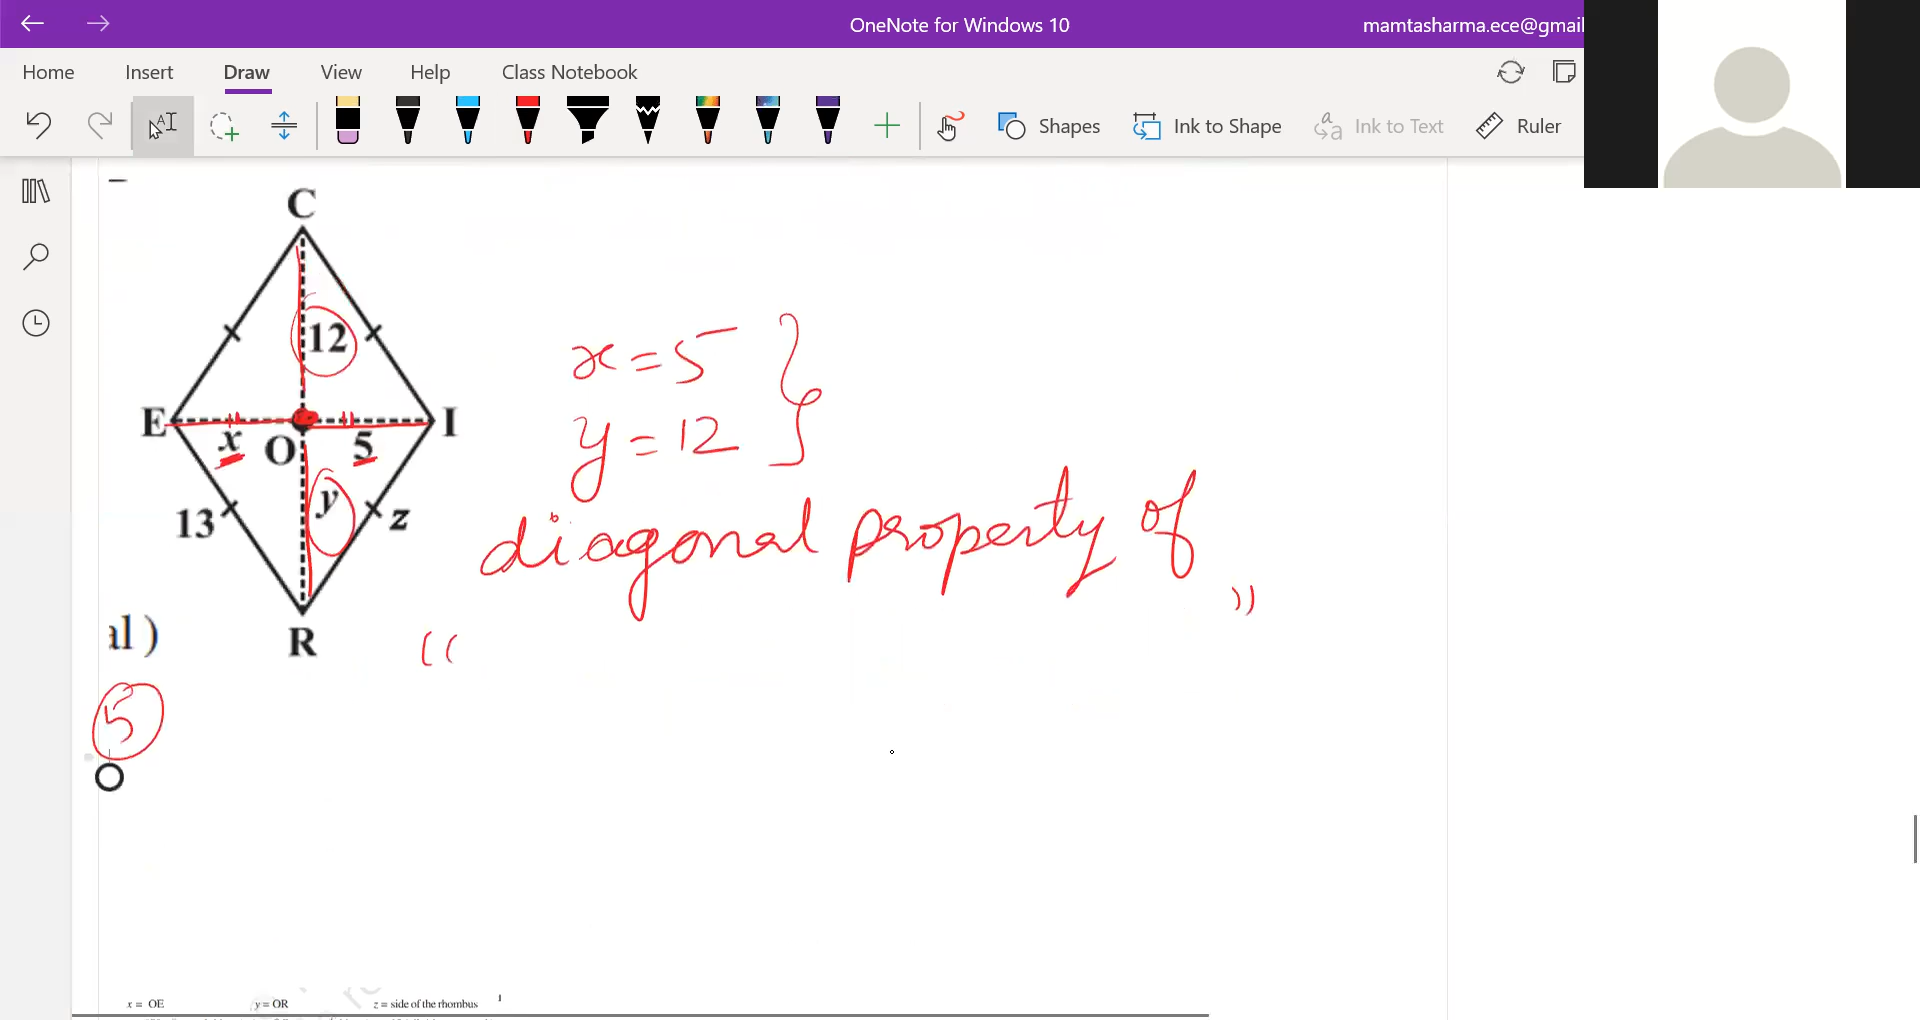 OneNote for Windows 10
mamtasharma.ece@gmail
Home Insert Draw View Help Class Notebook
Shapes Ink to Shape Ink to Text Ruler
C
12
E x O 5 I
13 y z
R
x = 5
y = 12
diagonal property of
" "
al )
5
x = OE y = OR z = side of the rhombus